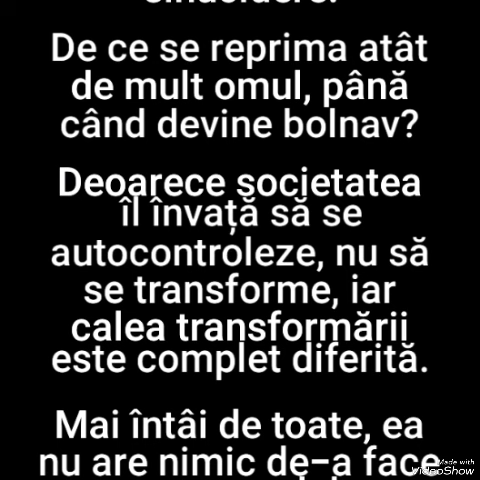 De ce se reprima atât
de mult omul, până
când devine bolnav?
Deoarece societatea
îl învață să se
autocontroleze, nu să
se transforme, iar
calea transformării
este complet diferită.
Mai întâi de toate, ea
nu are nimic de-a face
Made with
VideoShow